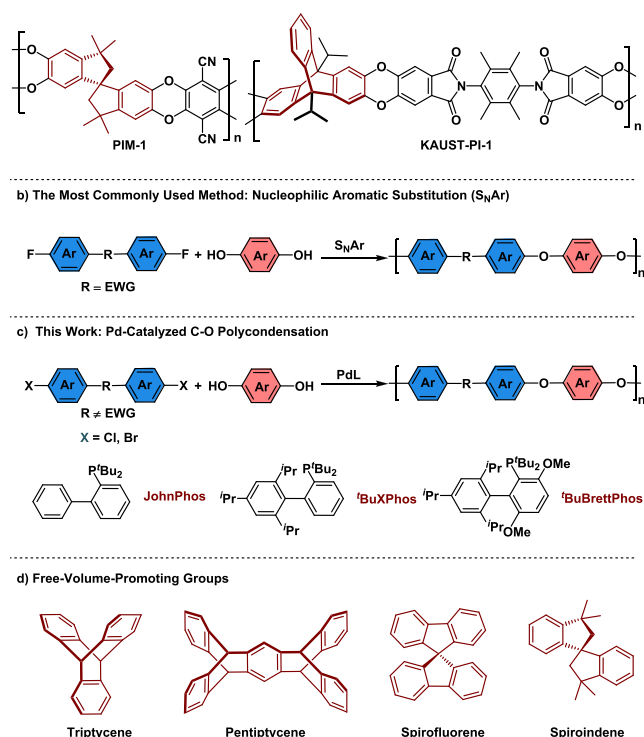 CN
O
O
O
O
CN
n
PIM-1
O
O
O
O
N
N
O
O
O
O
n
KAUST-PI-1
b) The Most Commonly Used Method: Nucleophilic Aromatic Substitution (SNAr)
F Ar R Ar F + HO Ar OH SNAr Ar R Ar O Ar O n
R = EWG
c) This Work: Pd-Catalyzed C-O Polycondensation
X Ar R Ar X + HO Ar OH PdL Ar R Ar O Ar O n
R ≠ EWG
X = Cl, Br
PtBu2 JohnPhos
iPr PtBu2 iPr iPr tBuXPhos
iPr PtBu2 OMe iPr iPr OMe tBuBrettPhos
d) Free-Volume-Promoting Groups
Triptycene Pentiptycene Spirofluorene Spiroindene